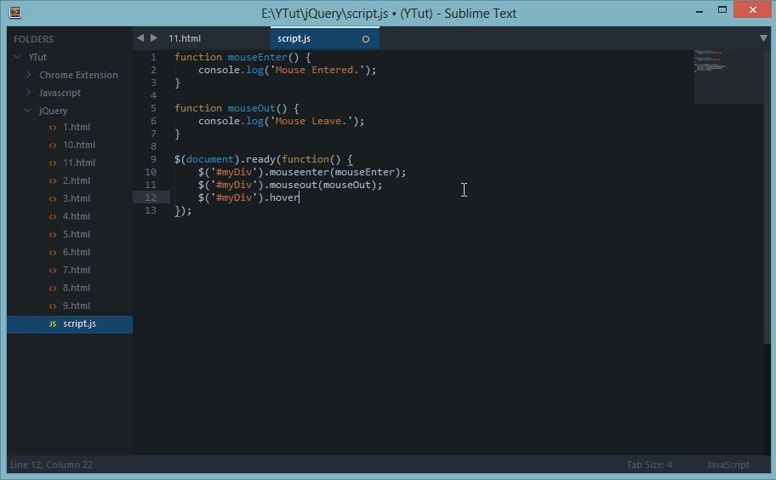 E:\YTut\jQuery\script.js • (YTut) - Sublime Text
FOLDERS
YTut
Chrome Extension
Javascript
jQuery
1.html
10.html
11.html
2.html
3.html
4.html
5.html
6.html
7.html
8.html
9.html
JS script.js
11.html
script.js
1 function mouseEnter() {
2 console.log('Mouse Entered.');
3 }
4
5 function mouseOut() {
6 console.log('Mouse Leave.');
7 }
8
9 $(document).ready(function() {
10 $('#myDiv').mouseenter(mouseEnter);
11 $('#myDiv').mouseout(mouseOut);
12 $('#myDiv').hover
13 });
Line 12, Column 22
Tab Size: 4
JavaScript